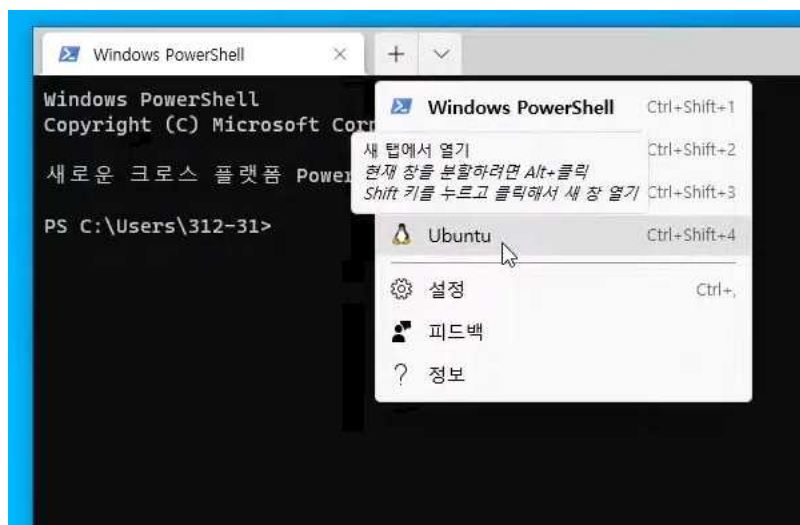 Windows PowerShell
Windows PowerShell
Copyright (C) Microsoft Cor
새로운 크로스 플랫폼 Power
PS C:\Users\312-31>
Windows PowerShell Ctrl+Shift+1
Ctrl+Shift+2
Ctrl+Shift+3
새 탭에서 열기
현재 창을 분할하려면 Alt+클릭
Shift 키를 누르고 클릭해서 새 창 열기
Ubuntu Ctrl+Shift+4
설정 Ctrl+,
피드백
정보